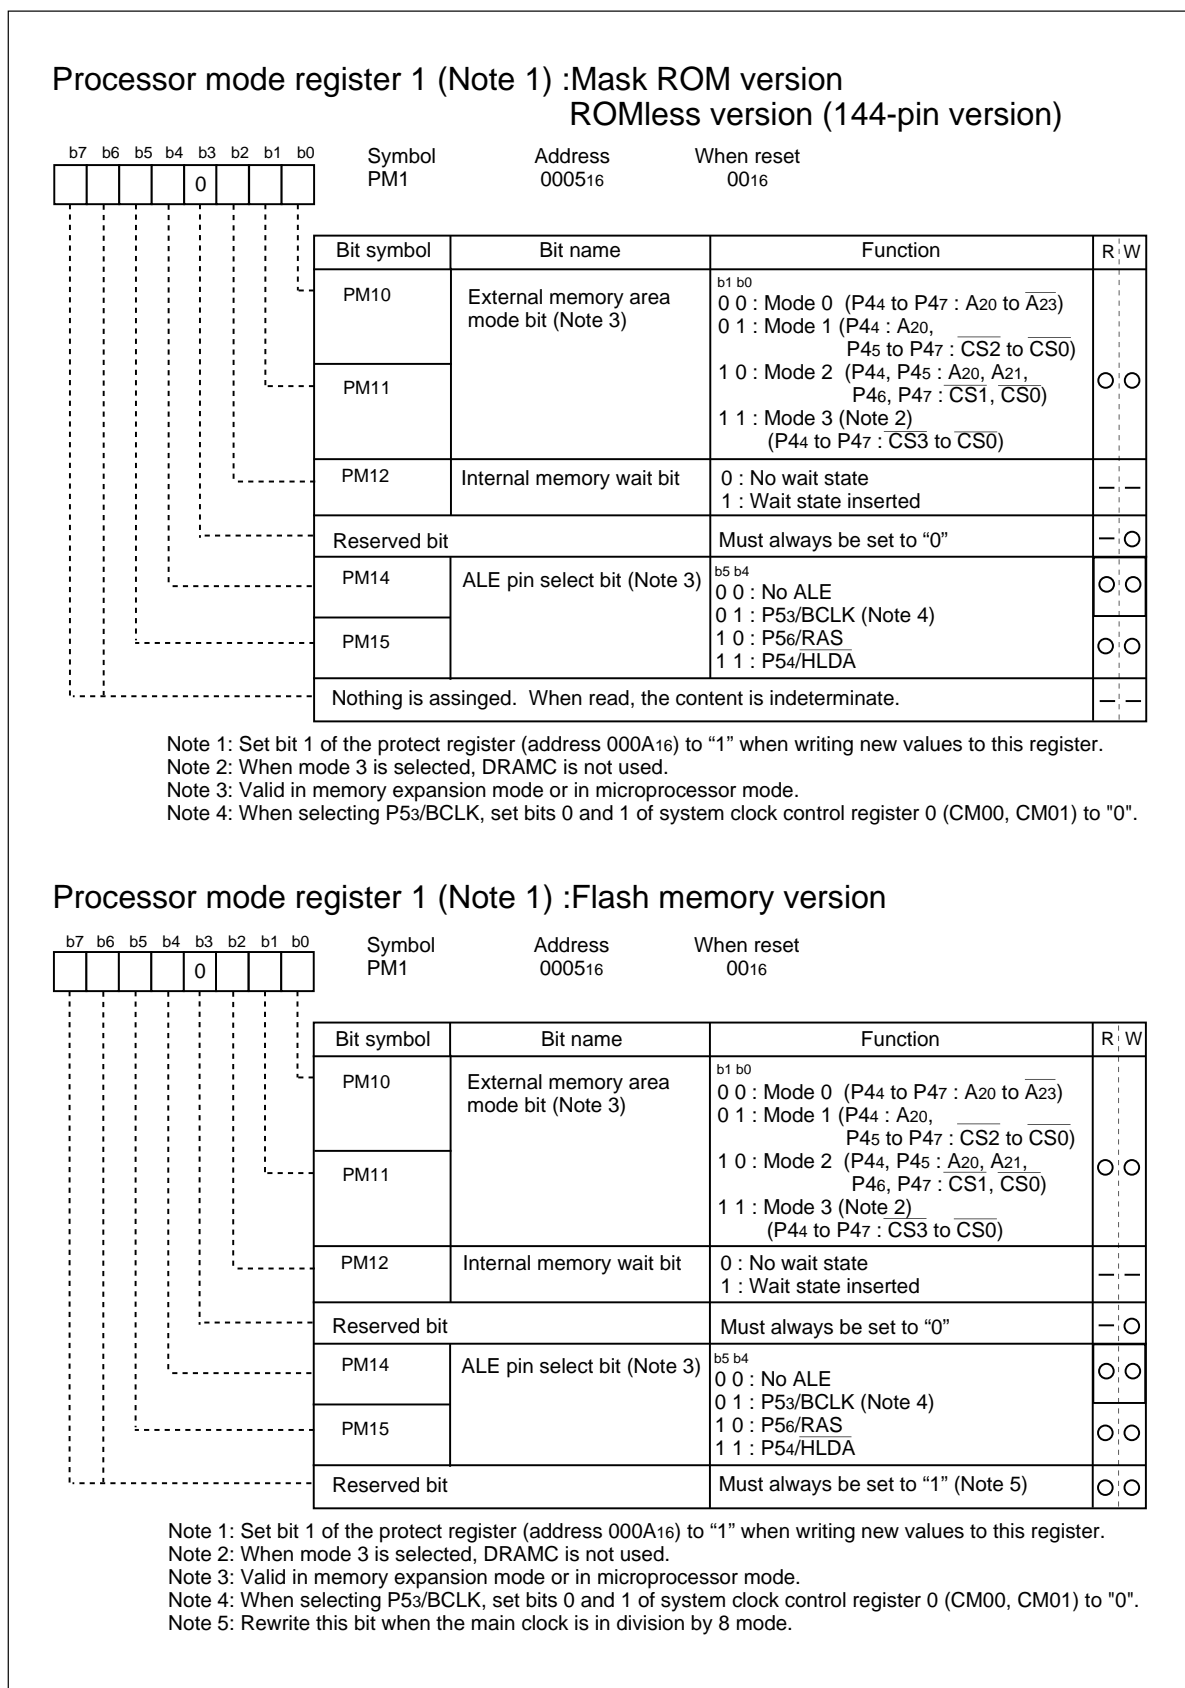 Processor mode register 1 (Note 1) :Mask ROM version
ROMless version (144-pin version)
b7 b6 b5 b4 b3 b2 b1 b0
Symbol Address When reset
PM1 000516 0016
0
Bit symbol Bit name Function R W
PM10 External memory area mode bit (Note 3)
b1 b0
0 0 : Mode 0 (P44 to P47 : A20 to A23)
0 1 : Mode 1 (P44 : A20,
P45 to P47 : CS2 to CS0)
PM11
1 0 : Mode 2 (P44, P45 : A20, A21,
P46, P47 : CS1, CS0)
1 1 : Mode 3 (Note 2)
(P44 to P47 : CS3 to CS0)
PM12 Internal memory wait bit 0 : No wait state
1 : Wait state inserted
Reserved bit Must always be set to “0”
PM14 ALE pin select bit (Note 3)
b5 b4
0 0 : No ALE
0 1 : P53/BCLK (Note 4)
PM15
1 0 : P56/RAS
1 1 : P54/HLDA
Nothing is assinged. When read, the content is indeterminate.
Note 1: Set bit 1 of the protect register (address 000A16) to “1” when writing new values to this register.
Note 2: When mode 3 is selected, DRAMC is not used.
Note 3: Valid in memory expansion mode or in microprocessor mode.
Note 4: When selecting P53/BCLK, set bits 0 and 1 of system clock control register 0 (CM00, CM01) to "0".
Processor mode register 1 (Note 1) :Flash memory version
b7 b6 b5 b4 b3 b2 b1 b0
Symbol Address When reset
PM1 000516 0016
0
Bit symbol Bit name Function R W
PM10 External memory area mode bit (Note 3)
b1 b0
0 0 : Mode 0 (P44 to P47 : A20 to A23)
0 1 : Mode 1 (P44 : A20,
P45 to P47 : CS2 to CS0)
PM11
1 0 : Mode 2 (P44, P45 : A20, A21,
P46, P47 : CS1, CS0)
1 1 : Mode 3 (Note 2)
(P44 to P47 : CS3 to CS0)
PM12 Internal memory wait bit 0 : No wait state
1 : Wait state inserted
Reserved bit Must always be set to “0”
PM14 ALE pin select bit (Note 3)
b5 b4
0 0 : No ALE
0 1 : P53/BCLK (Note 4)
PM15
1 0 : P56/RAS
1 1 : P54/HLDA
Reserved bit Must always be set to “1” (Note 5)
Note 1: Set bit 1 of the protect register (address 000A16) to “1” when writing new values to this register.
Note 2: When mode 3 is selected, DRAMC is not used.
Note 3: Valid in memory expansion mode or in microprocessor mode.
Note 4: When selecting P53/BCLK, set bits 0 and 1 of system clock control register 0 (CM00, CM01) to "0".
Note 5: Rewrite this bit when the main clock is in division by 8 mode.